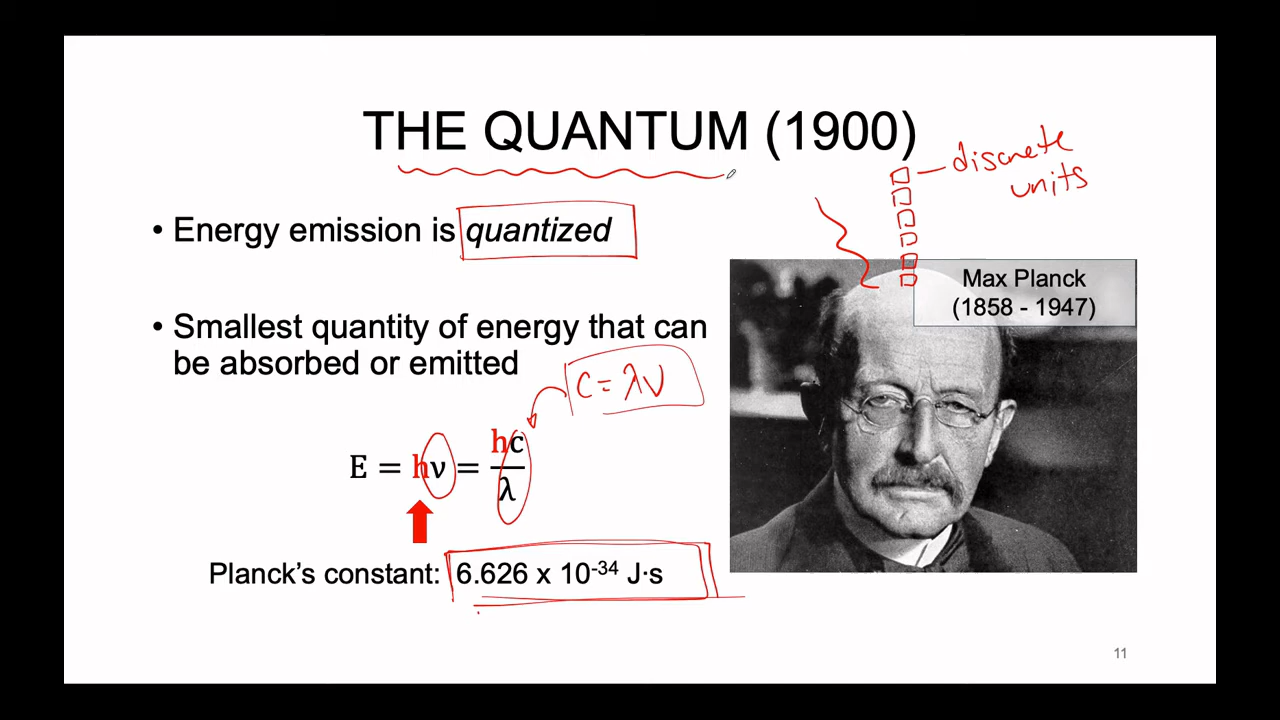 THE QUANTUM (1900)
discrete
units
• Energy emission is quantized
Max Planck
(1858 - 1947)
• Smallest quantity of energy that can
be absorbed or emitted
C = λν
E = hν = hc/λ
Planck’s constant: 6.626 x 10⁻³⁴ J·s
11